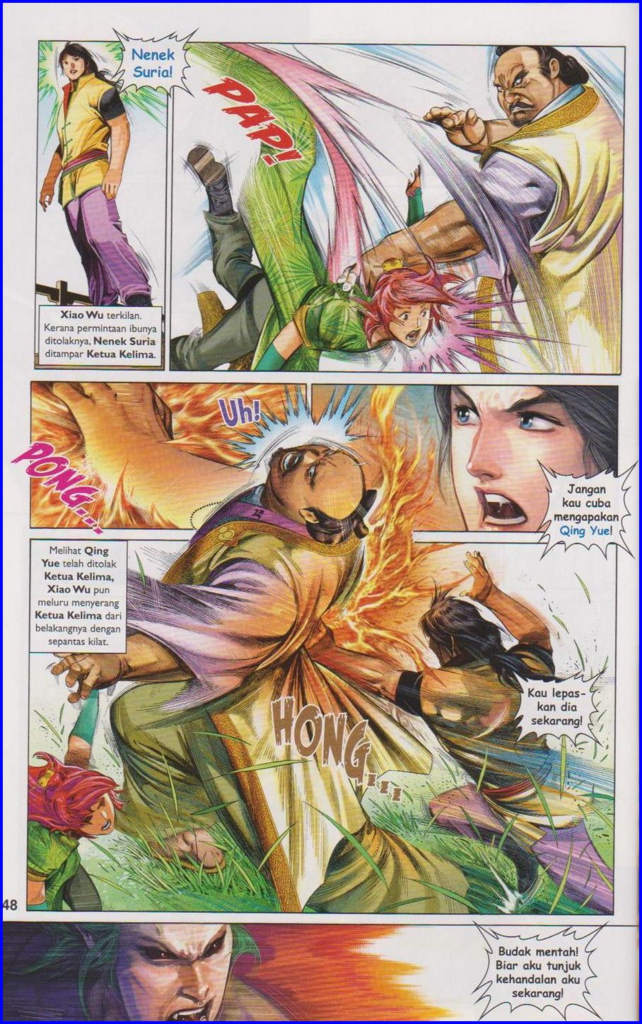 Nenek
Suria!
PAP!
Xiao Wu terkilan.
Kerana permintaan ibunya
ditolaknya, Nenek Suria
ditampar Ketua Kelima.
PONG...
Uh!
Jangan
kau cuba
mengapakan
Qing Yue!
Melihat Qing
Yue telah ditolak
Ketua Kelima,
Xiao Wu pun
meluru menyerang
Ketua Kelima dari
belakangnya dengan
sepantas kilat.
Kau lepas-
kan dia
sekarang!
HONG...
48
Budak mentah!
Biar aku tunjuk
kehandalan aku
sekarang!